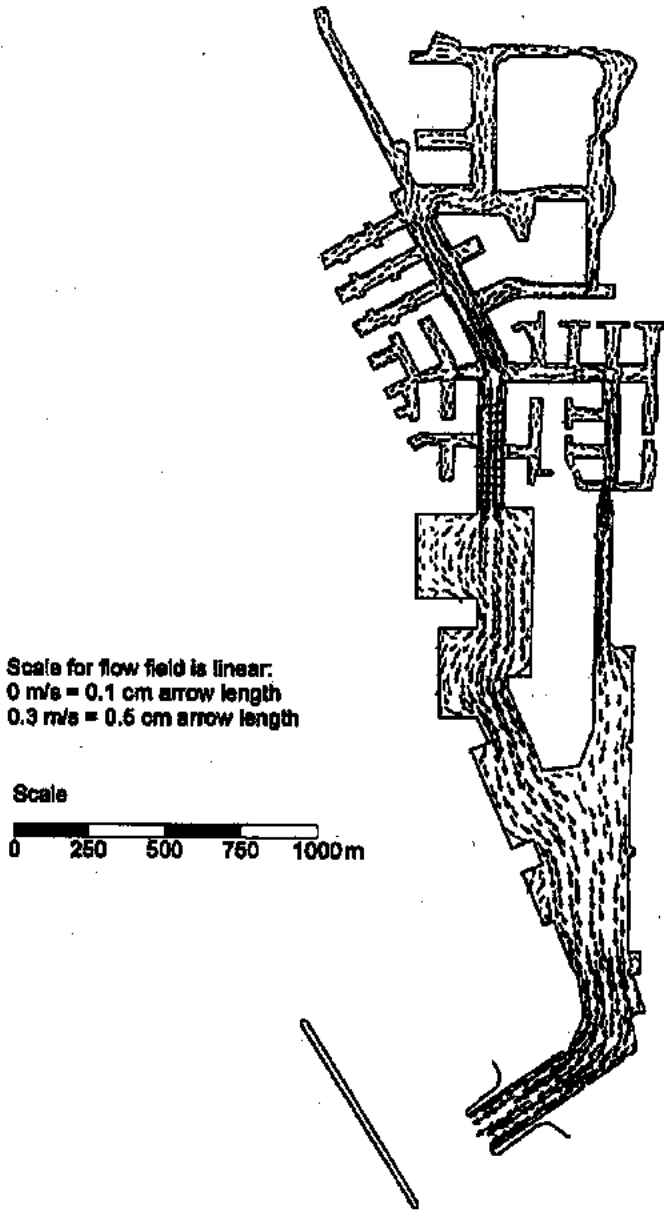 Scale for flow field is linear:
0 m/s = 0.1 cm arrow length
0.3 m/s = 0.5 cm arrow length
Scale
0 250 500 750 1000m